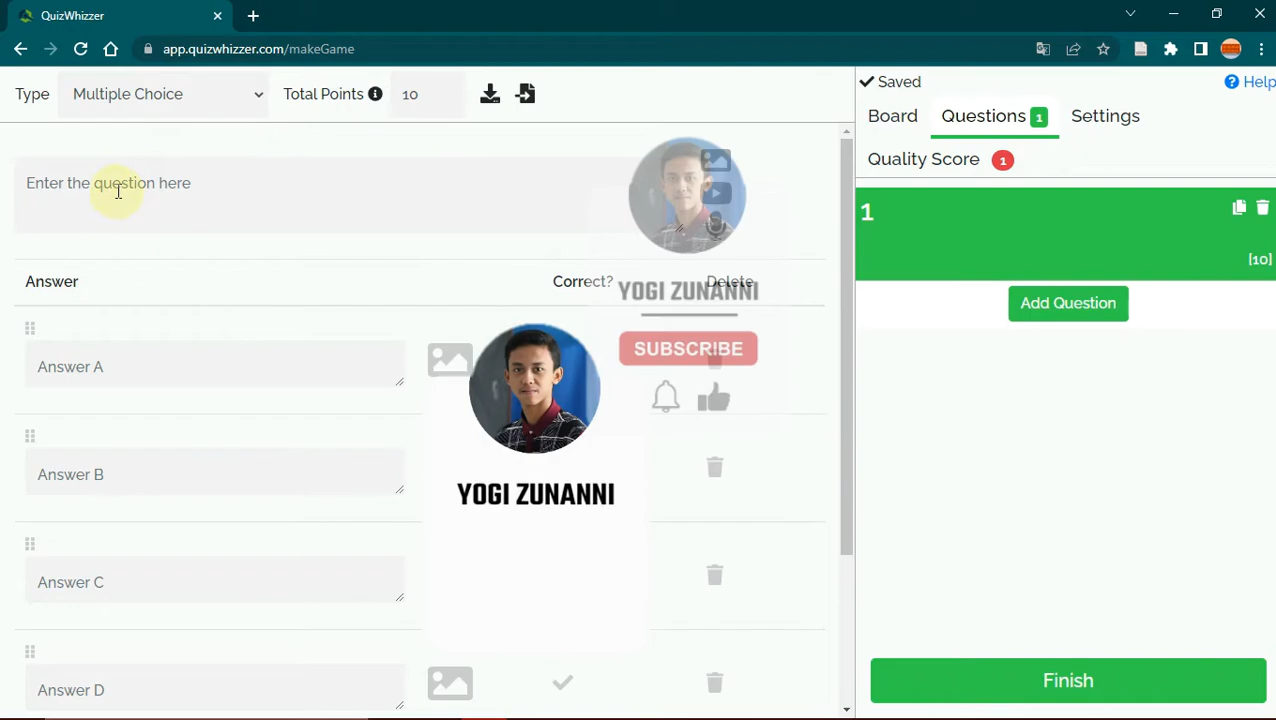 QuizWhizzer
app.quizwhizzer.com/makeGame
Type
Multiple Choice
Total Points
10
Saved
Help
Board
Questions 1
Settings
Quality Score 1
Enter the question here
1
[10]
Add Question
Answer
Correct?
Delete
YOGI ZUNANNI
SUBSCRIBE
Answer A
Answer B
YOGI ZUNANNI
Answer C
Answer D
Finish